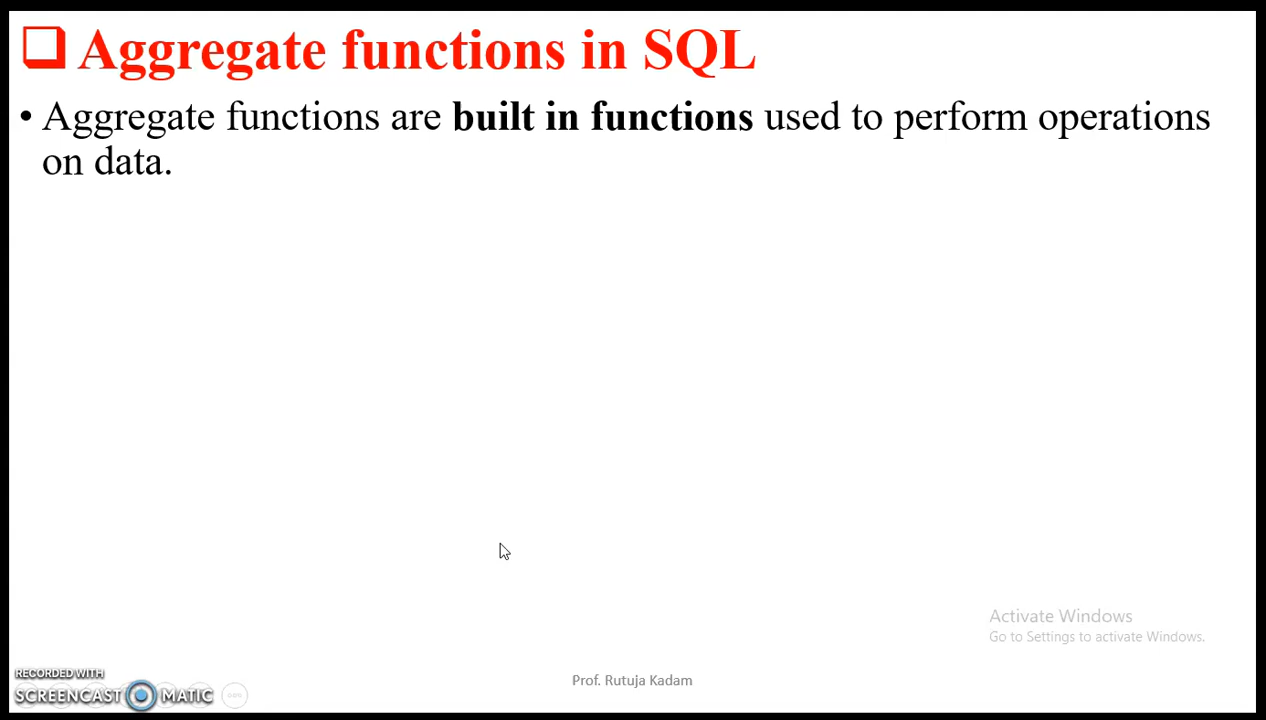 ❑ Aggregate functions in SQL
• Aggregate functions are built in functions used to perform operations
on data.
Activate Windows
Go to Settings to activate Windows.
RECORDED WITH
SCREENCAST MATIC
Prof. Rutuja Kadam